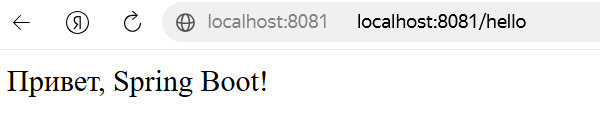 Я localhost:8081 localhost:8081/hello
Привет, Spring Boot!